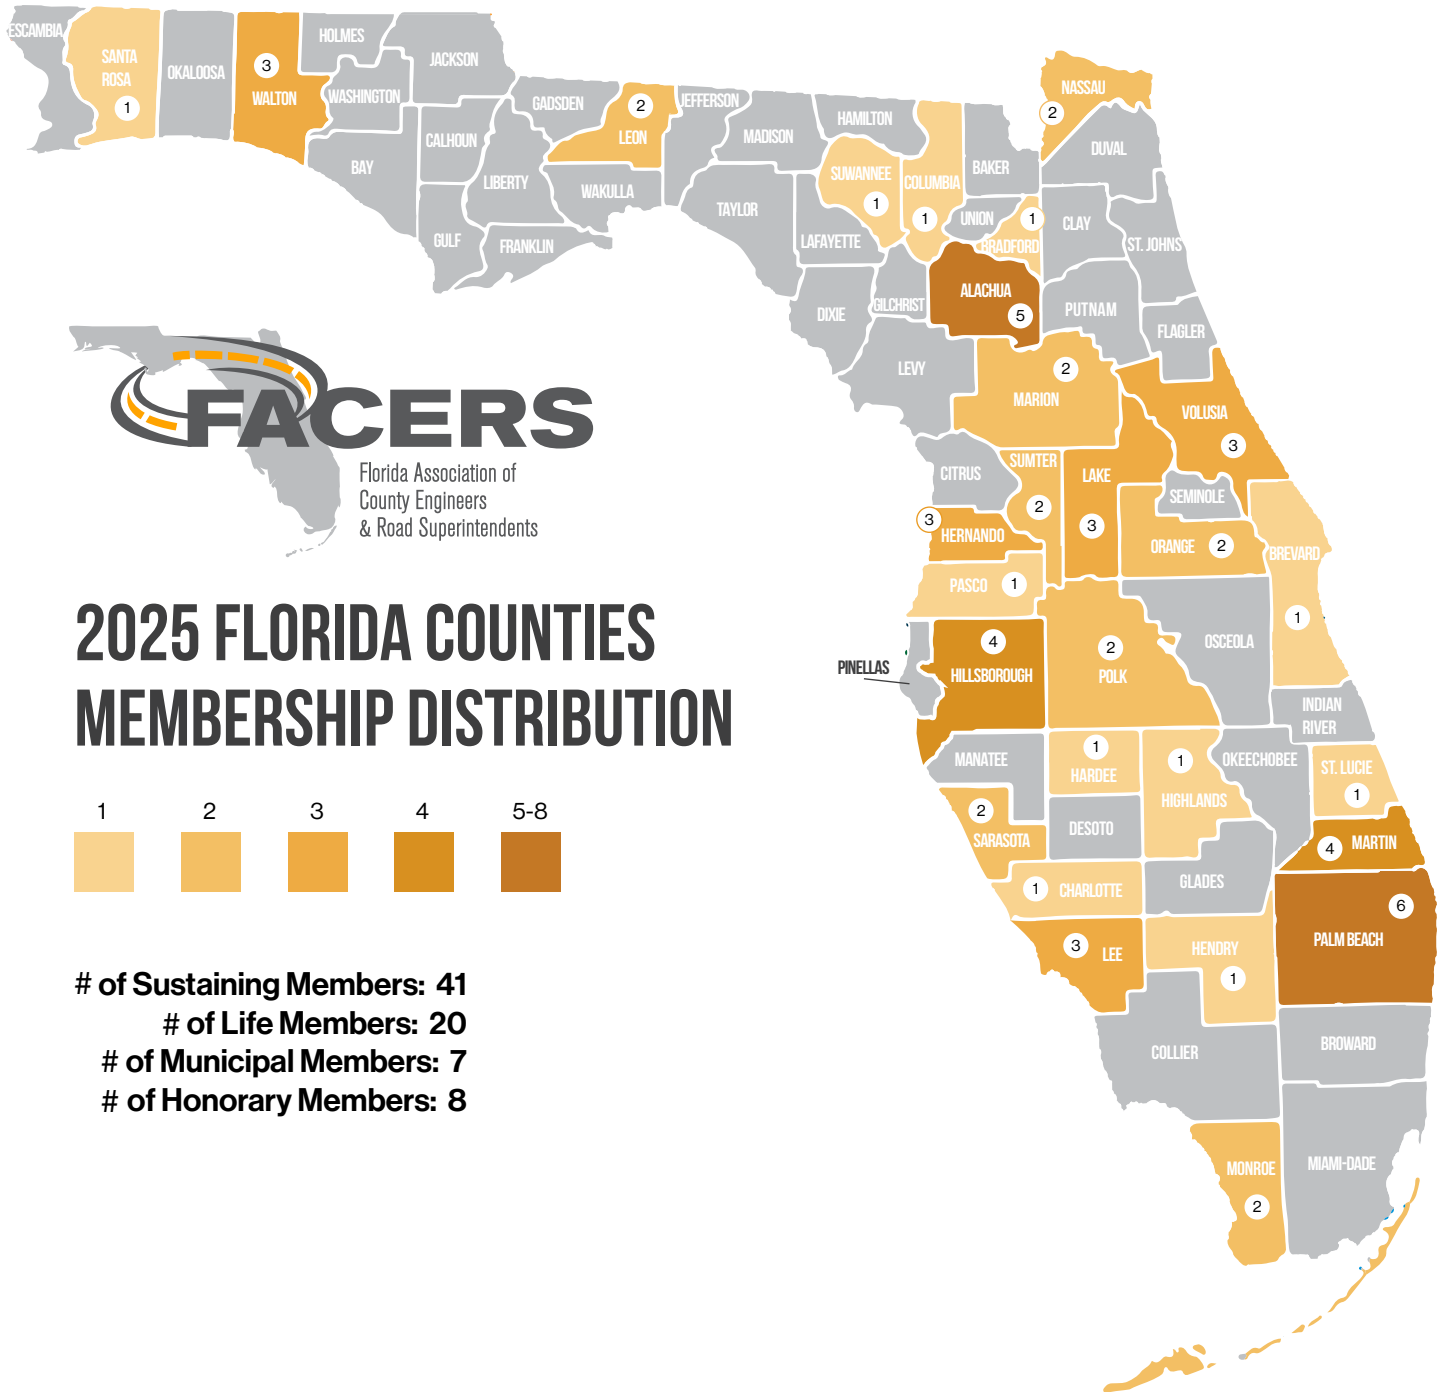 ESCAMBIA
SANTA
ROSA
1
OKALOOSA
3
WALTON
HOLMES
WASHINGTON
JACKSON
BAY
CALHOUN
GULF
LIBERTY
GADSDEN
FRANKLIN
2
LEON
WAKULLA
JEFFERSON
MADISON
TAYLOR
HAMILTON
SUWANNEE
1
LAFAYETTE
DIXIE
COLUMBIA
1
GILCHRIST
LEVY
BAKER
UNION
1
BRADFORD
ALACHUA
5
NASSAU
2
DUVAL
CLAY
ST. JOHNS
PUTNAM
FLAGLER
2
MARION
VOLUSIA
3
CITRUS
SUMTER
2
LAKE
3
SEMINOLE
ORANGE
2
3
HERNANDO
PASCO
1
BREVARD
1
PINELLAS
4
HILLSBOROUGH
2
POLK
OSCEOLA
INDIAN
RIVER
MANATEE
1
HARDEE
1
HIGHLANDS
OKEECHOBEE
ST. LUCIE
1
2
SARASOTA
DESOTO
4
MARTIN
1
CHARLOTTE
GLADES
3
LEE
HENDRY
1
6
PALM BEACH
COLLIER
BROWARD
MONROE
2
MIAMI-DADE
FACERS
Florida Association of
County Engineers
& Road Superintendents
2025 FLORIDA COUNTIES
MEMBERSHIP DISTRIBUTION
1 2 3 4 5-8
# of Sustaining Members: 41
# of Life Members: 20
# of Municipal Members: 7
# of Honorary Members: 8